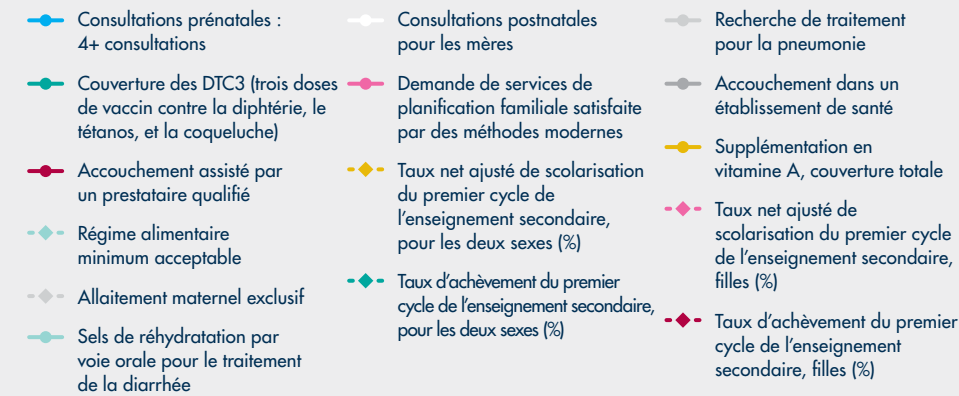 Consultations prénatales :
4+ consultations
Couverture des DTC3 (trois doses
de vaccin contre la diphtérie, le
tétanos, et la coqueluche)
Accouchement assisté par
un prestataire qualifié
Régime alimentaire
minimum acceptable
Allaitement maternel exclusif
Sels de réhydratation par
voie orale pour le traitement
de la diarrhée
Consultations postnatales
pour les mères
Demande de services de
planification familiale satisfaite
par des méthodes modernes
Taux net ajusté de scolarisation
du premier cycle de
l’enseignement secondaire,
pour les deux sexes (%)
Taux d’achèvement du premier
cycle de l’enseignement secondaire,
pour les deux sexes (%)
Recherche de traitement
pour la pneumonie
Accouchement dans un
établissement de santé
Supplémentation en
vitamine A, couverture totale
Taux net ajusté de
scolarisation du premier cycle
de l’enseignement secondaire,
filles (%)
Taux d’achèvement du premier
cycle de l’enseignement
secondaire, filles (%)